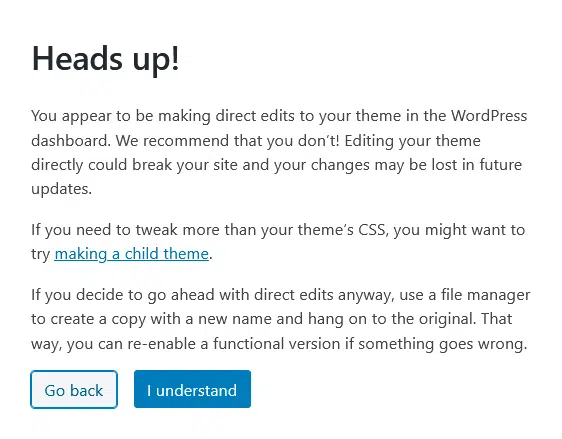 Heads up!
You appear to be making direct edits to your theme in the WordPress
dashboard. We recommend that you don’t! Editing your theme
directly could break your site and your changes may be lost in future
updates.
If you need to tweak more than your theme’s CSS, you might want to
try making a child theme.
If you decide to go ahead with direct edits anyway, use a file manager
to create a copy with a new name and hang on to the original. That
way, you can re-enable a functional version if something goes wrong.
Go back I understand